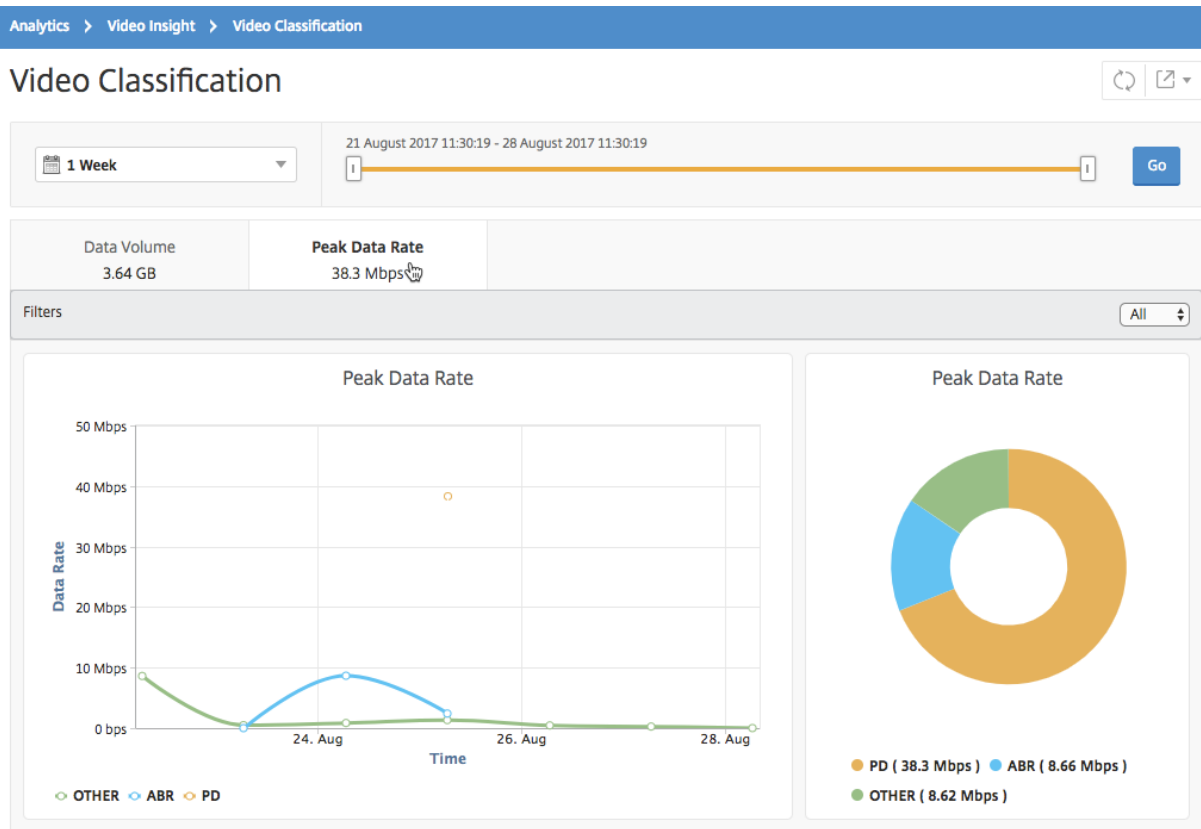 Analytics > Video Insight > Video Classification
Video Classification
21 August 2017 11:30:19 - 28 August 2017 11:30:19
1 Week
Go
Data Volume
3.64 GB
Peak Data Rate
38.3 Mbps
Filters
All
Peak Data Rate
50 Mbps
40 Mbps
30 Mbps
20 Mbps
10 Mbps
0 bps
Data Rate
24. Aug
26. Aug
28. Aug
Time
OTHER ABR PD
Peak Data Rate
PD ( 38.3 Mbps ) ABR ( 8.66 Mbps )
OTHER ( 8.62 Mbps )